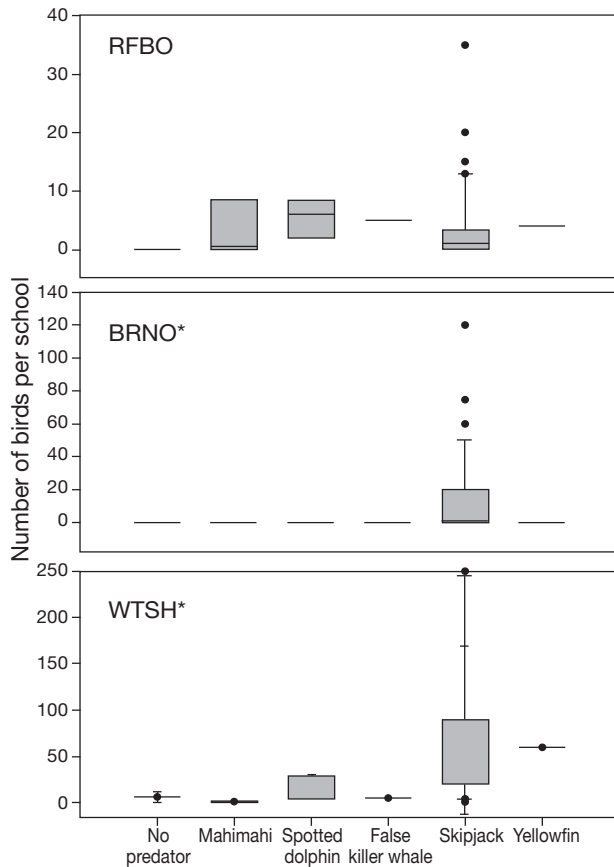 Number of birds per school
RFBO
40
30
20
10
0
BRNO*
140
120
100
80
60
40
20
0
WTSH*
250
200
150
100
50
0
No
predator
Mahimahi
Spotted
dolphin
False
killer whale
Skipjack
Yellowfin